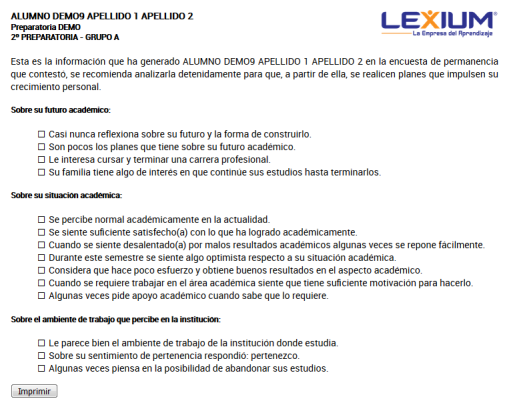 ALUMNO DEMO9 APELLIDO 1 APELLIDO 2
Preparatoria DEMO
2º PREPARATORIA - GRUPO A
LEXIUM
La Empresa del Aprendizaje
Esta es la información que ha generado ALUMNO DEMO9 APELLIDO 1 APELLIDO 2 en la encuesta de permanencia
que contestó, se recomienda analizarla detenidamente para que, a partir de ella, se realicen planes que impulsen su
crecimiento personal.
Sobre su futuro académico:
Casi nunca reflexiona sobre su futuro y la forma de construirlo.
Son pocos los planes que tiene sobre su futuro académico.
Le interesa cursar y terminar una carrera profesional.
Su familia tiene algo de interés en que continúe sus estudios hasta terminarlos.
Sobre su situación académica:
Se percibe normal académicamente en la actualidad.
Se siente suficiente satisfecho(a) con lo que ha logrado académicamente.
Cuando se siente desalentado(a) por malos resultados académicos algunas veces se repone fácilmente.
Durante este semestre se siente algo optimista respecto a su situación académica.
Considera que hace poco esfuerzo y obtiene buenos resultados en el aspecto académico.
Cuando se requiere trabajar en el área académica siente que tiene suficiente motivación para hacerlo.
Algunas veces pide apoyo académico cuando sabe que lo requiere.
Sobre el ambiente de trabajo que percibe en la institución:
Le parece bien el ambiente de trabajo de la institución donde estudia.
Sobre su sentimiento de pertenencia respondió: pertenezco.
Algunas veces piensa en la posibilidad de abandonar sus estudios.
Imprimir